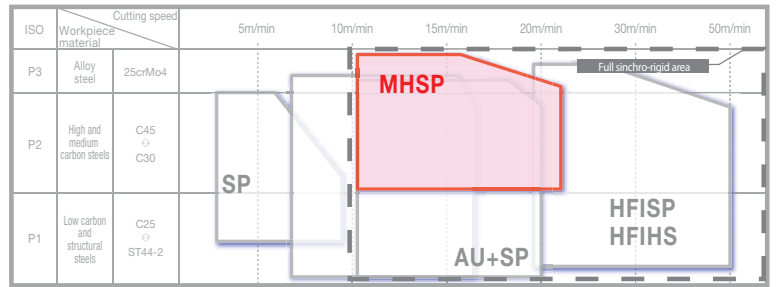 ISO
Workpiece
material
Cutting speed
5m/min
10m/min
15m/min
20m/min
30m/min
50m/min
P3
Alloy
steel
25crMo4
Full sinchro-rigid area
MHSP
P2
High and
medium
carbon steels
C45
C30
SP
P1
Low carbon
and
structural
steels
C25
ST44-2
AU+SP
HFISP
HFIHS